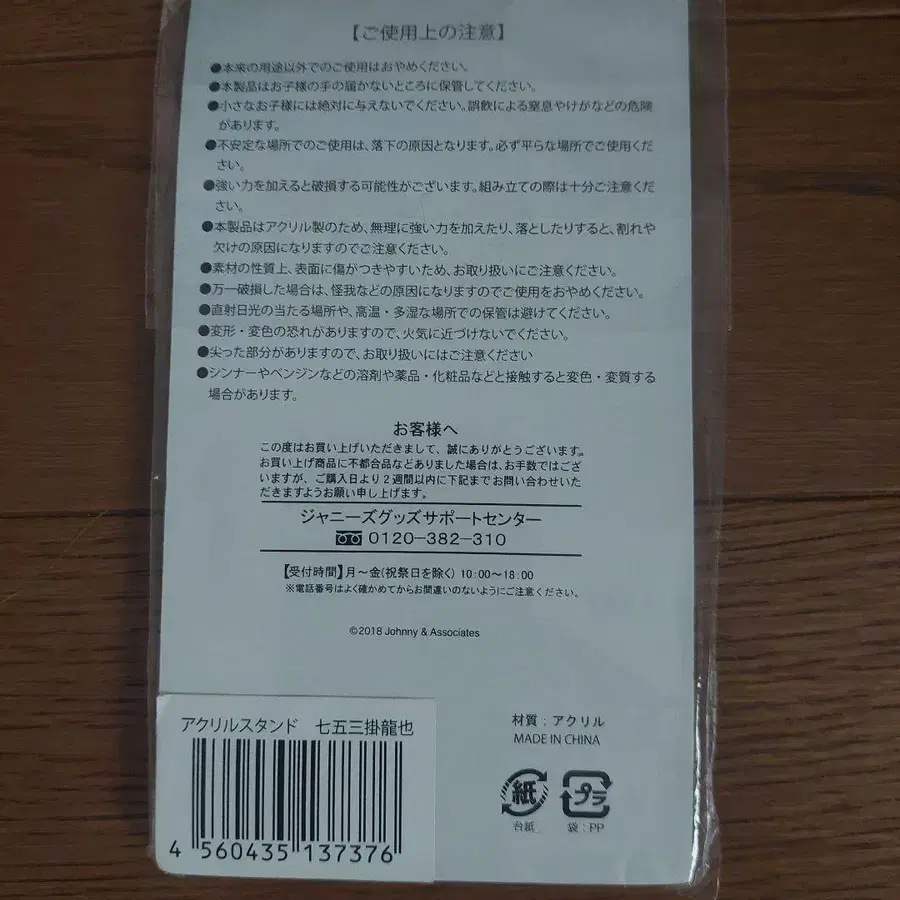 【ご使用上の注意】
●本来の用途以外でのご使用はおやめください。
●本製品はお子様の手の届かないところに保管してください。
●小さなお子様には絶対に与えないでください。誤飲による窒息やけがなどの危険
があります。
●不安定な場所でのご使用は、落下の原因となります。必ず平らな場所でご使用くだ
さい。
●強い力を加えると破損する可能性がございます。組み立ての際は十分ご注意くだ
さい。
●本製品はアクリル製のため、無理に強い力を加えたり、落としたりすると、割れや
欠けの原因になりますのでご注意ください。
●素材の性質上、表面に傷がつきやすいため、お取り扱いにご注意ください。
●万一破損した場合は、怪我などの原因になりますのでご使用をおやめください。
●直射日光の当たる場所や、高温・多湿な場所での保管は避けてください。
●変形・変色の恐れがありますので、火気に近づけないでください。
●尖った部分がありますので、お取り扱いにはご注意ください
●シンナーやベンジンなどの溶剤や薬品・化粧品などと接触すると変色・変質する
場合があります。
お客様へ
この度はお買い上げいただきまして、誠にありがとうございます。
お買い上げ商品に不都合品などありました場合は、お手数ではござ
いますが、ご購入日より2週間以内に下記までお問い合わせいた
だきますようお願い申し上げます。
ジャニーズグッズサポートセンター
0120-382-310
【受付時間】月〜金(祝祭日を除く) 10:00〜18:00
※電話番号はよく確かめてからお間違いのないようにご注意ください。
©2018 Johnny & Associates
アクリルスタンド 七五三掛龍也
4 560435 137376
材質：アクリル
MADE IN CHINA
紙 プラ
台紙 袋：PP